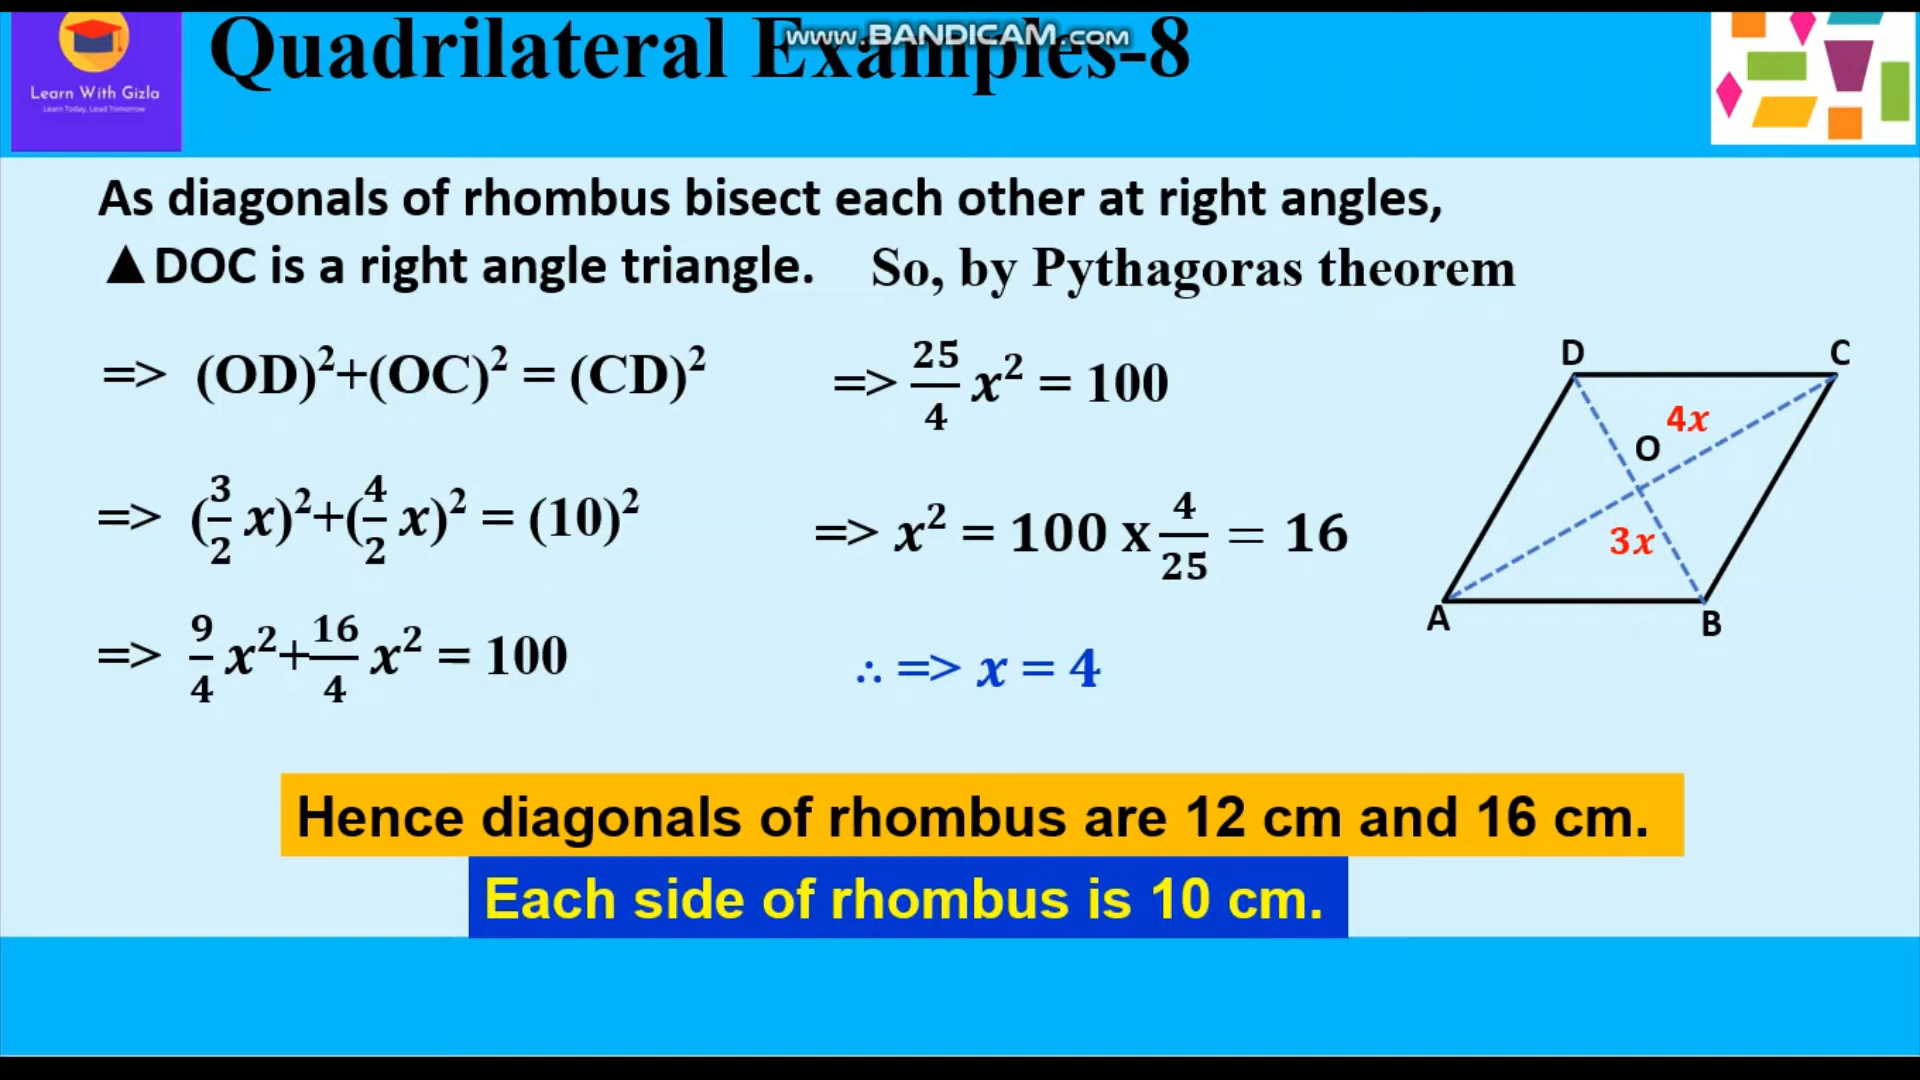 www.BANDICAM.com
Learn With Gizla
Learn Today, Lead Tomorrow
Quadrilateral Examples-8
As diagonals of rhombus bisect each other at right angles,
▲DOC is a right angle triangle. So, by Pythagoras theorem
=> (OD)²+(OC)² = (CD)²
=> (3/2 x)²+(4/2 x)² = (10)²
=> 9/4 x²+16/4 x² = 100
=> 25/4 x² = 100
=> x² = 100 x 4/25 = 16
∴ => x = 4
D
C
4x
O
3x
A
B
Hence diagonals of rhombus are 12 cm and 16 cm.
Each side of rhombus is 10 cm.